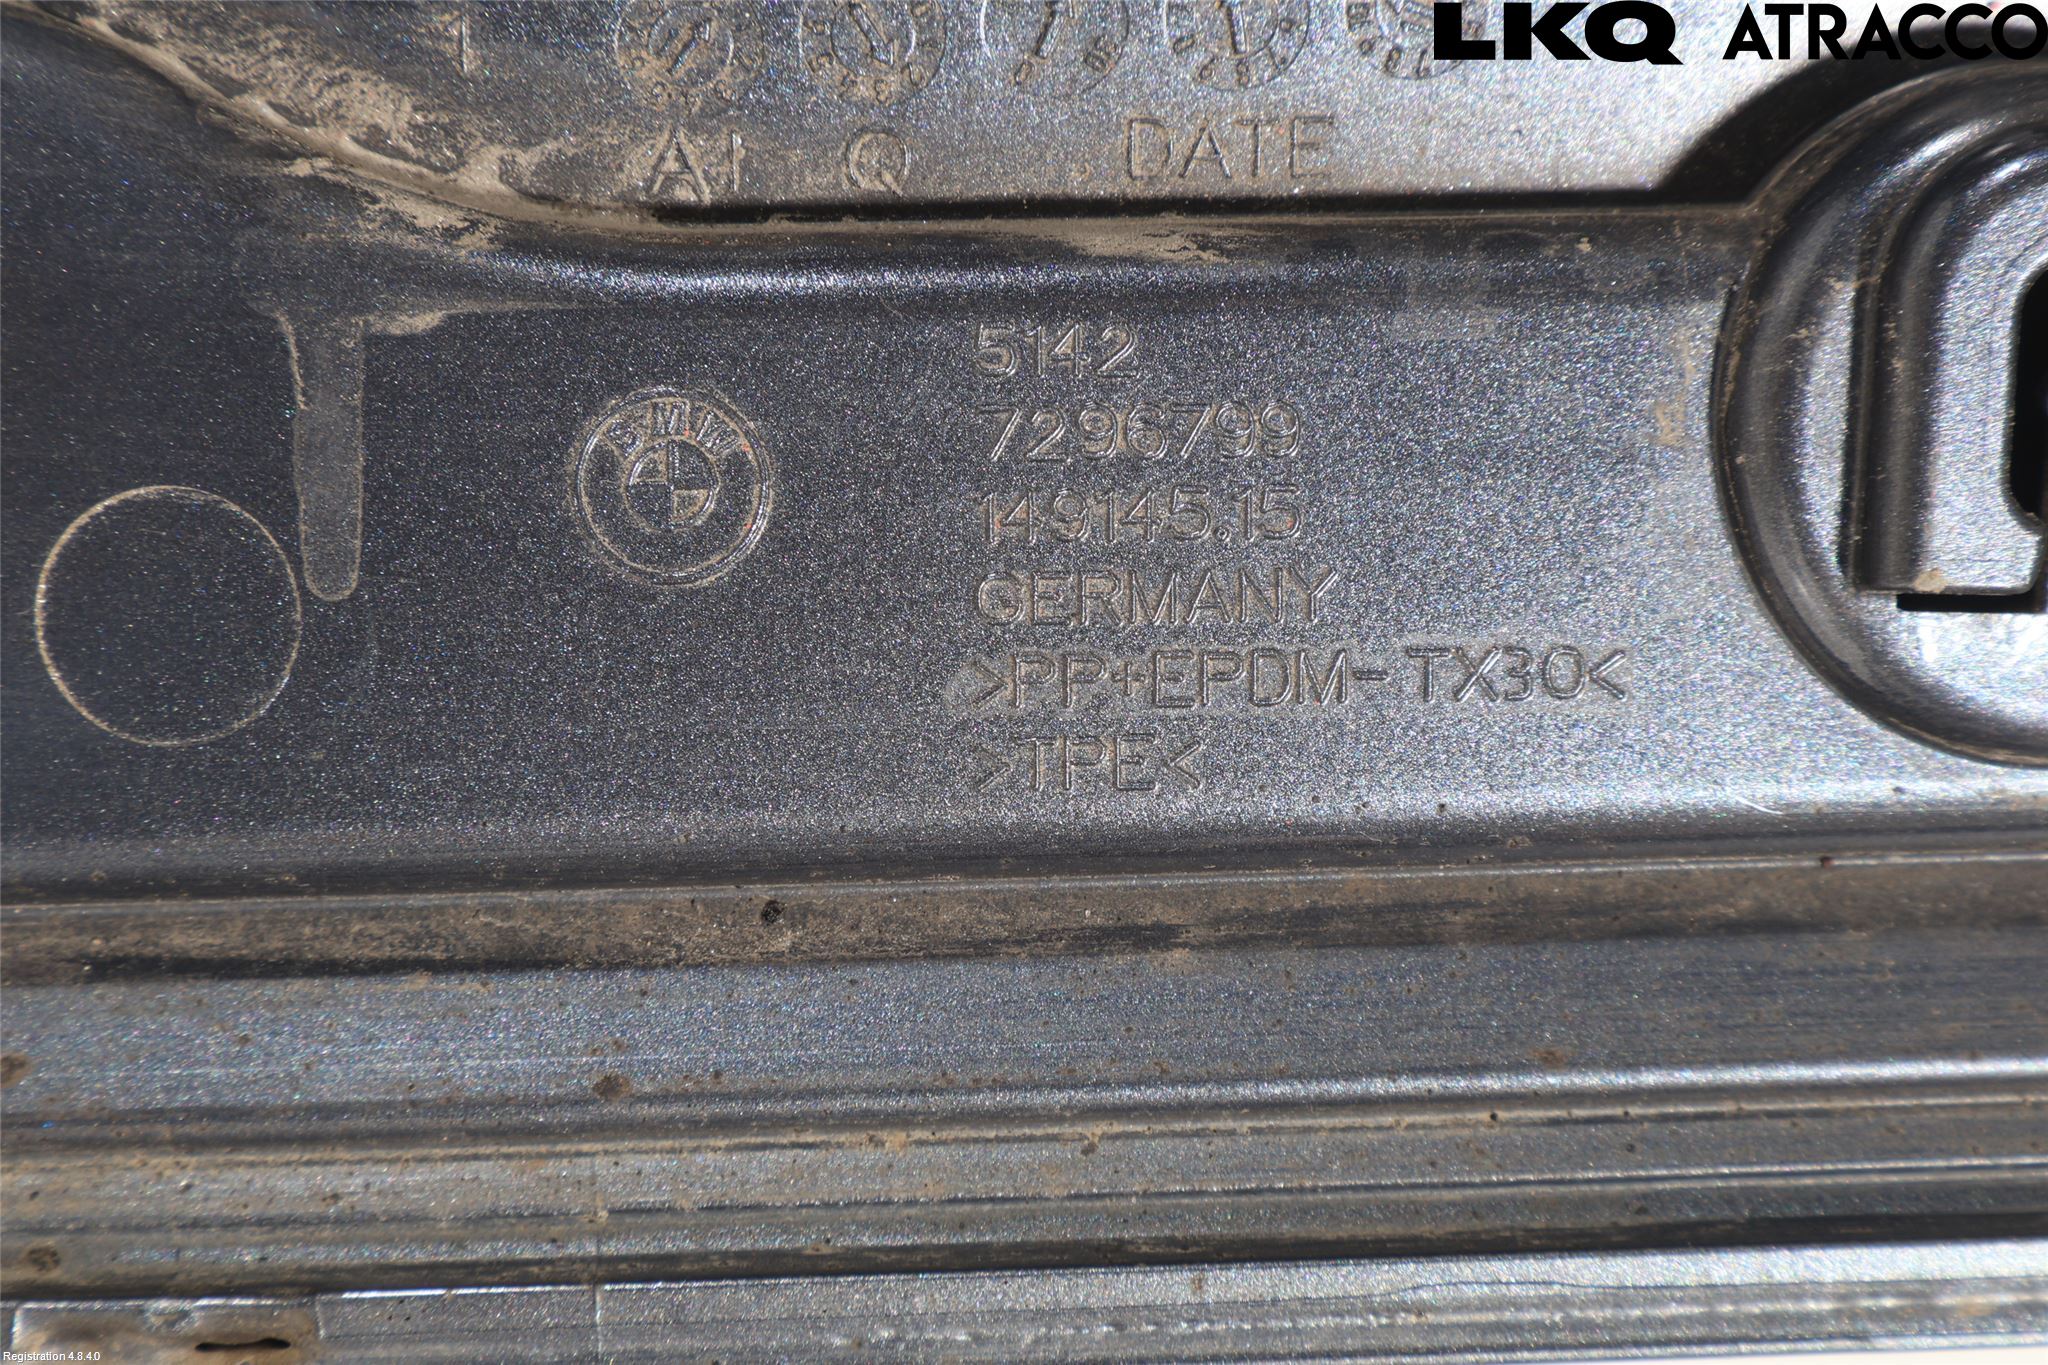 LKQ ATRACCO
1
AI Q DATE
BMW
5142
7296799
149145.15
GERMANY
>PP+EPDM-TX30<
>TPE<
Registration 4.8.4.0